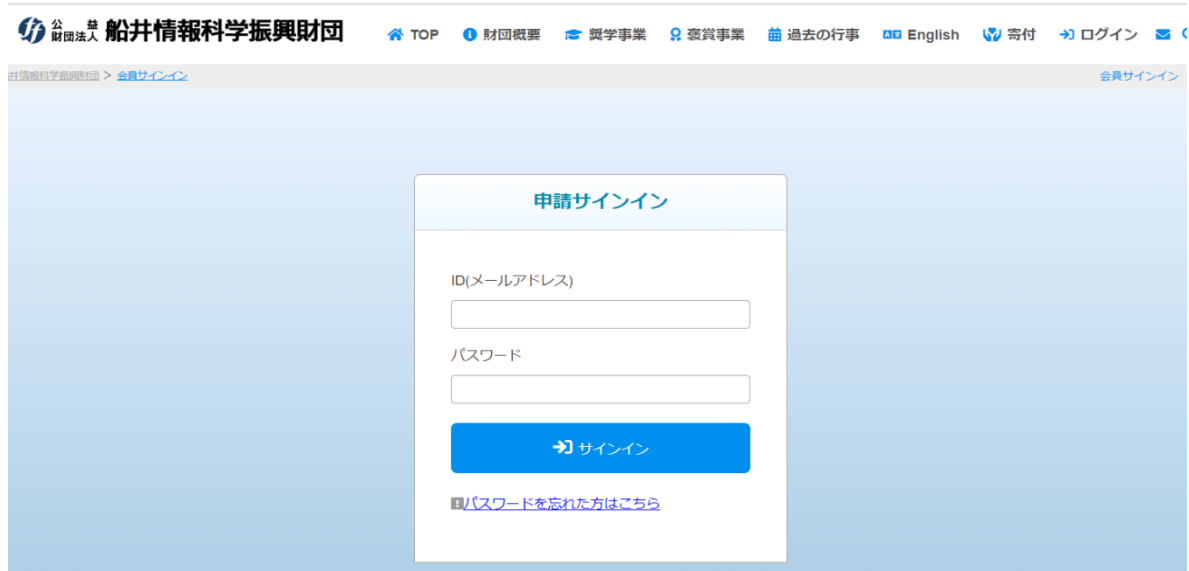 公益財団法人 船井情報科学振興財団
TOP 財団概要 奨学事業 褒賞事業 過去の行事 English 寄付 ログイン
井情報科学振興財団 > 会員サインイン 会員サインイン
申請サインイン
ID(メールアドレス)
パスワード
サインイン
パスワードを忘れた方はこちら